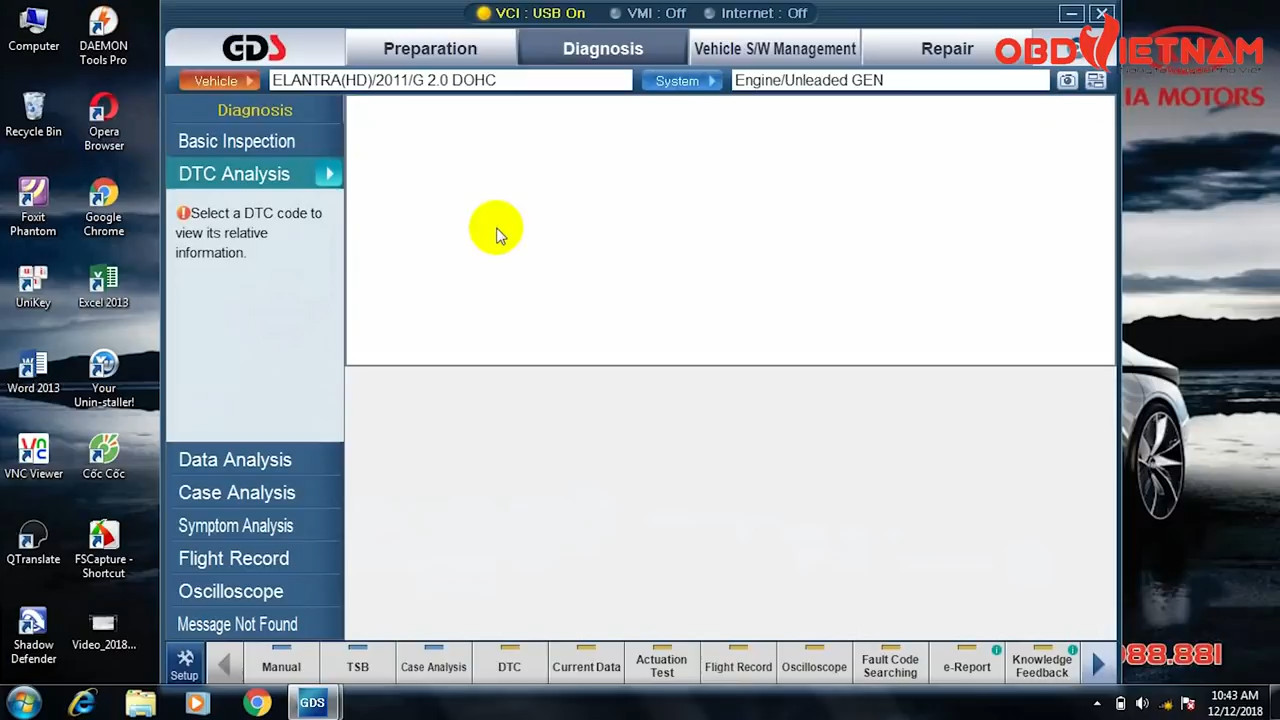 VCI : USB On
VMI : Off
Internet : Off
GDS
Preparation
Diagnosis
Vehicle S/W Management
Repair
OBDVIETNAM
IA MOTORS
Vehicle
ELANTRA(HD)/2011/G 2.0 DOHC
System
Engine/Unleaded GEN
Diagnosis
Basic Inspection
DTC Analysis
Select a DTC code to
view its relative
information.
Data Analysis
Case Analysis
Symptom Analysis
Flight Record
Oscilloscope
Message Not Found
Setup
Manual
TSB
Case Analysis
DTC
Current Data
Actuation
Test
Flight Record
Oscilloscope
Fault Code
Searching
e-Report
Knowledge
Feedback
Computer
DAEMON
Tools Pro
Recycle Bin
Opera
Browser
Foxit
Phantom
Google
Chrome
UniKey
Excel 2013
Word 2013
Your
Unin-staller!
VNC Viewer
Cốc Cốc
QTranslate
FSCapture -
Shortcut
Shadow
Defender
Video_2018...
GDS
10:43 AM
12/12/2018